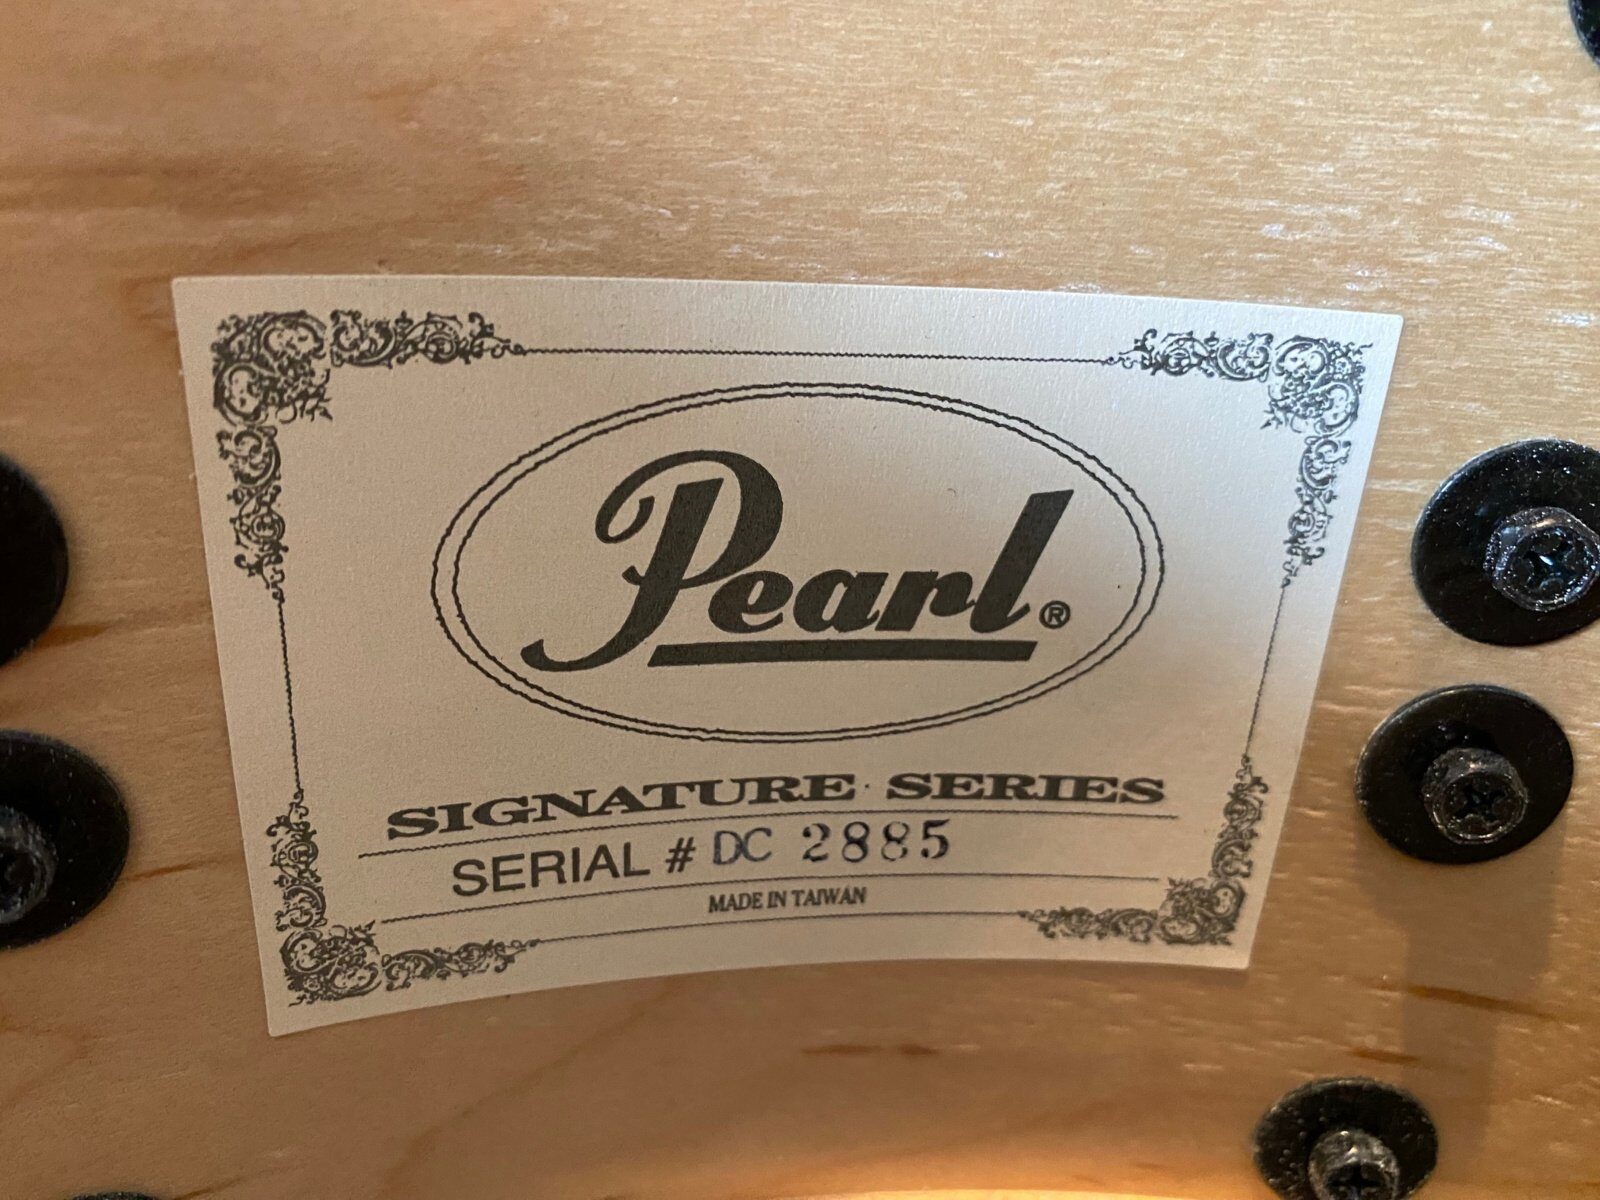 Pearl®
SIGNATURE SERIES
SERIAL # DC 2885
MADE IN TAIWAN